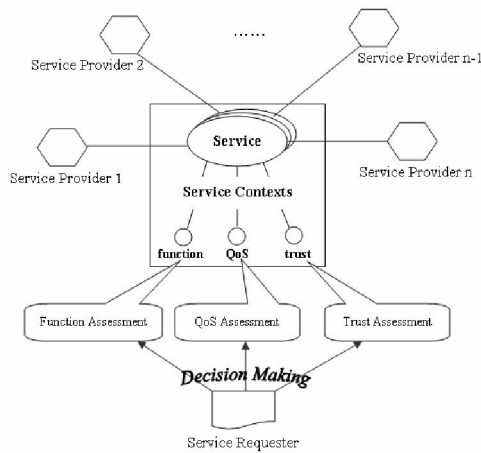 ......
Service Provider 2
Service Provider n-1
Service
Service Provider 1
Service Provider n
Service Contexts
function
QoS
trust
Function Assessment
QoS Assessment
Trust Assessment
Decision Making
Service Requester